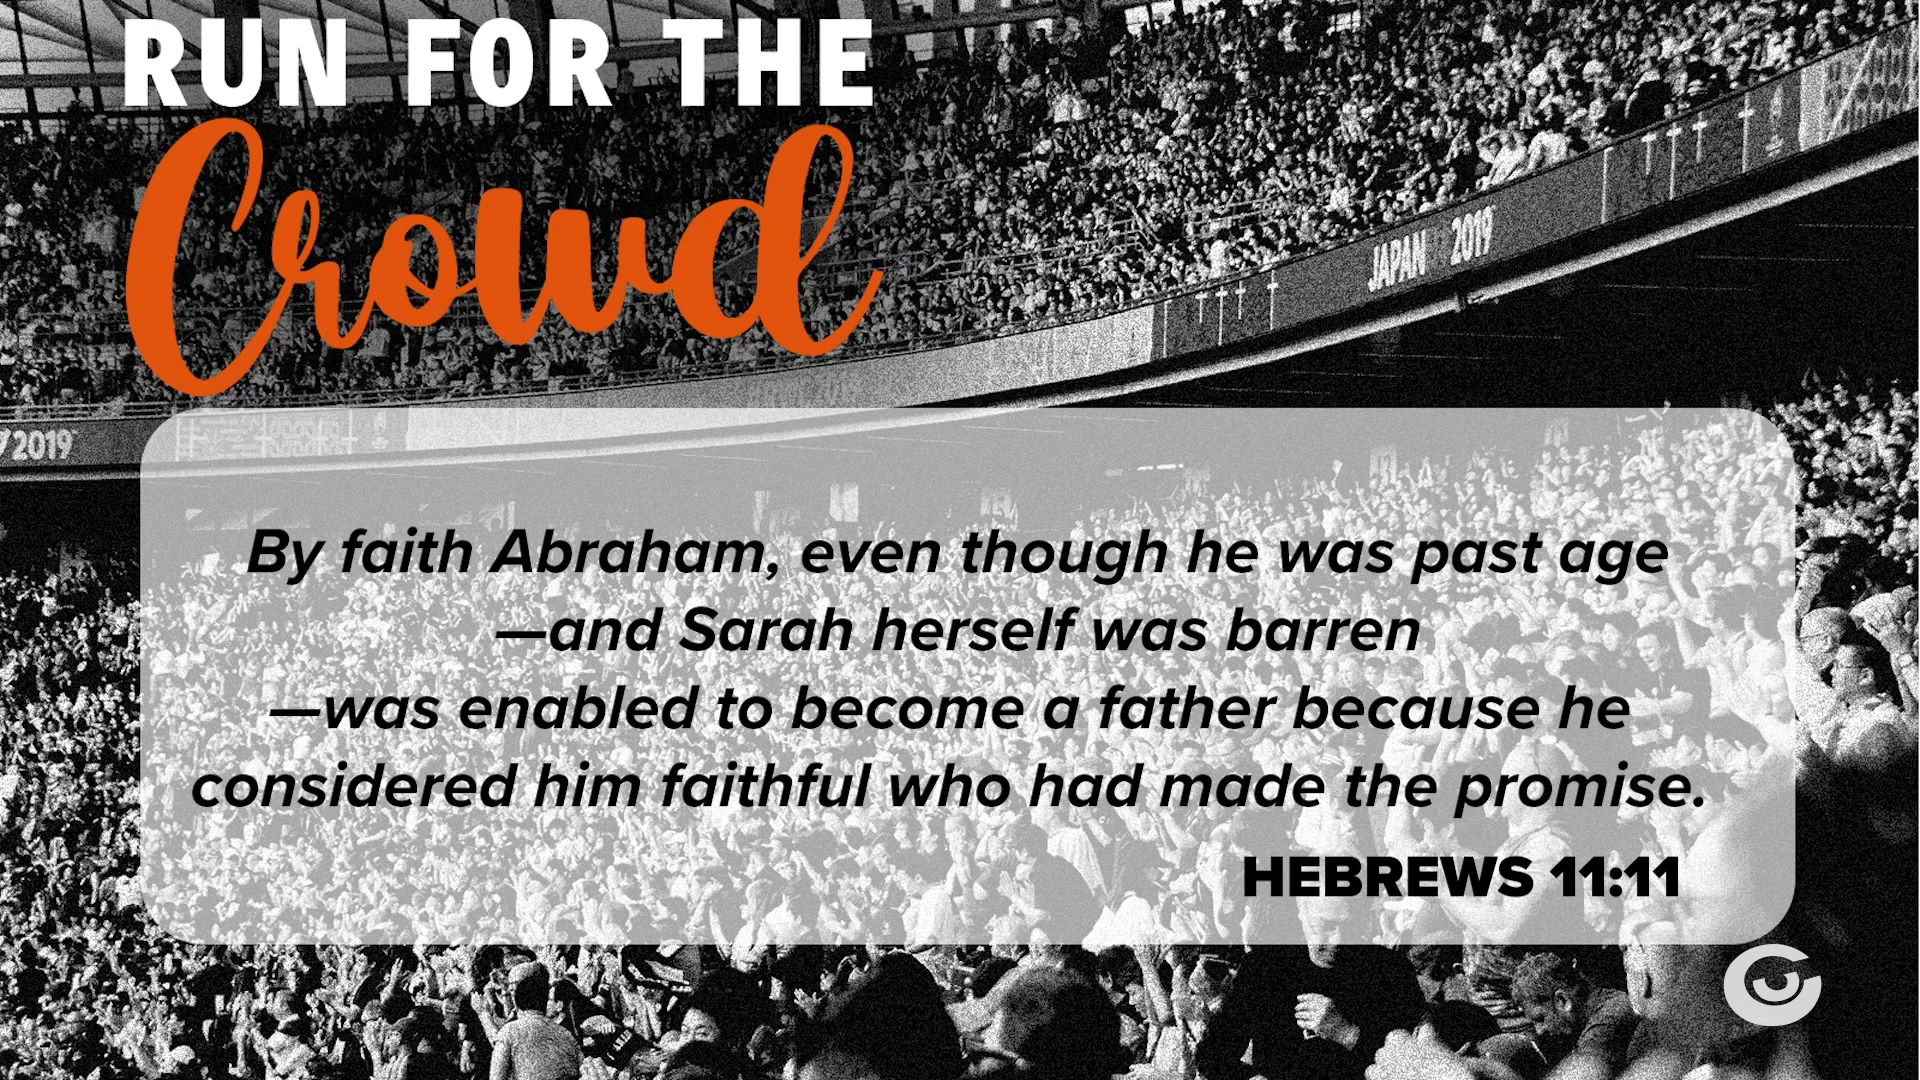 RUN FOR THE
Crowd
JAPAN 2019
2019
By faith Abraham, even though he was past age
—and Sarah herself was barren
—was enabled to become a father because he
considered him faithful who had made the promise.
HEBREWS 11:11